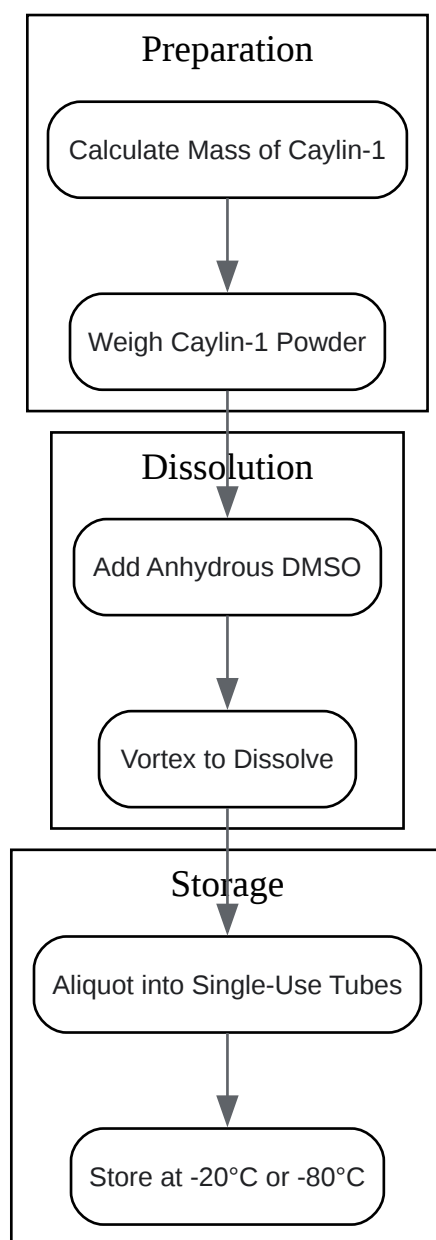 Preparation
Calculate Mass of Caylin-1
Weigh Caylin-1 Powder
Dissolution
Add Anhydrous DMSO
Vortex to Dissolve
Storage
Aliquot into Single-Use Tubes
Store at -20°C or -80°C